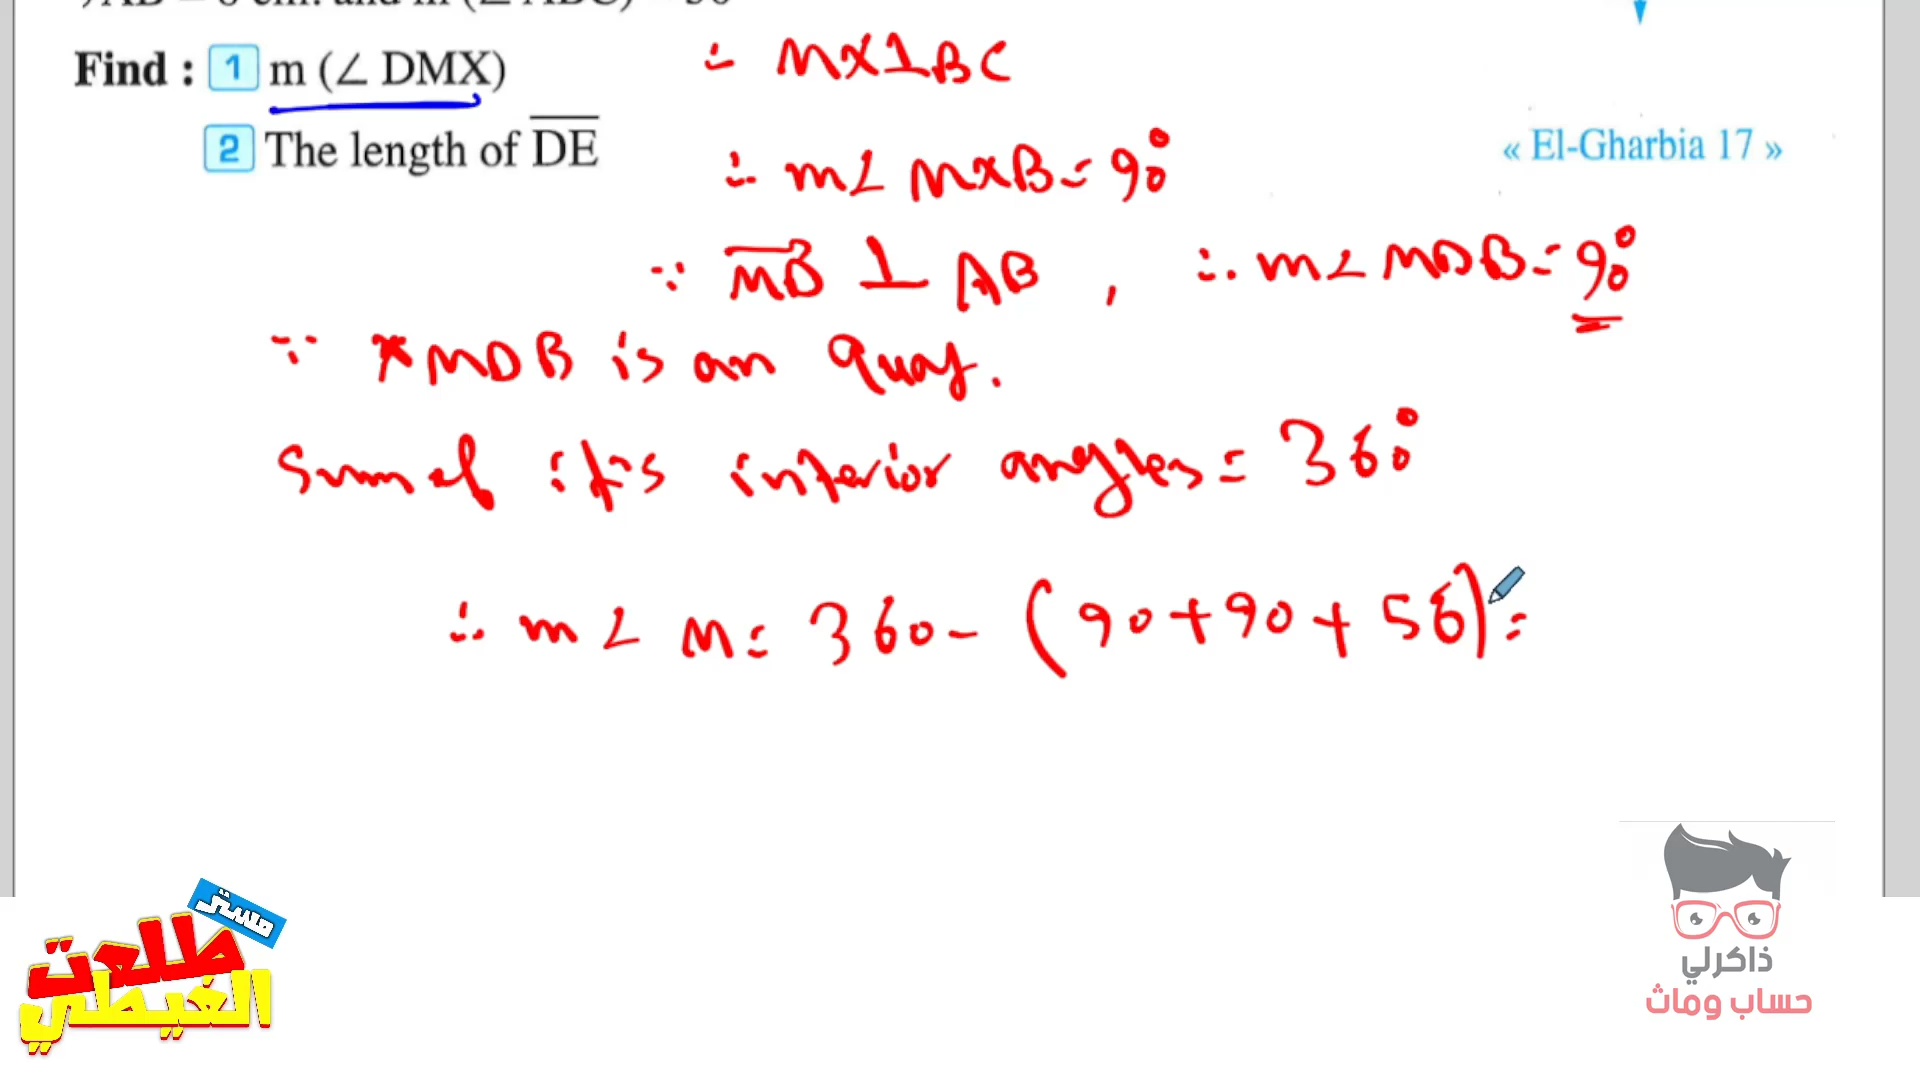 Find : 1 m (∠ DMX)
2 The length of DE
« El-Gharbia 17 »
∴ MX ⊥ BC
∴ m∠ MXB = 90°
∵ MD ⊥ AB , ∴ m∠ MDB = 90°
∵ XMDB is an quad.
Sum of it's interior angles = 360°
∴ m∠ M = 360 - (90 + 90 + 56) =
مستر
طلعت
الغيطي
ذاكرلي
حساب وماث